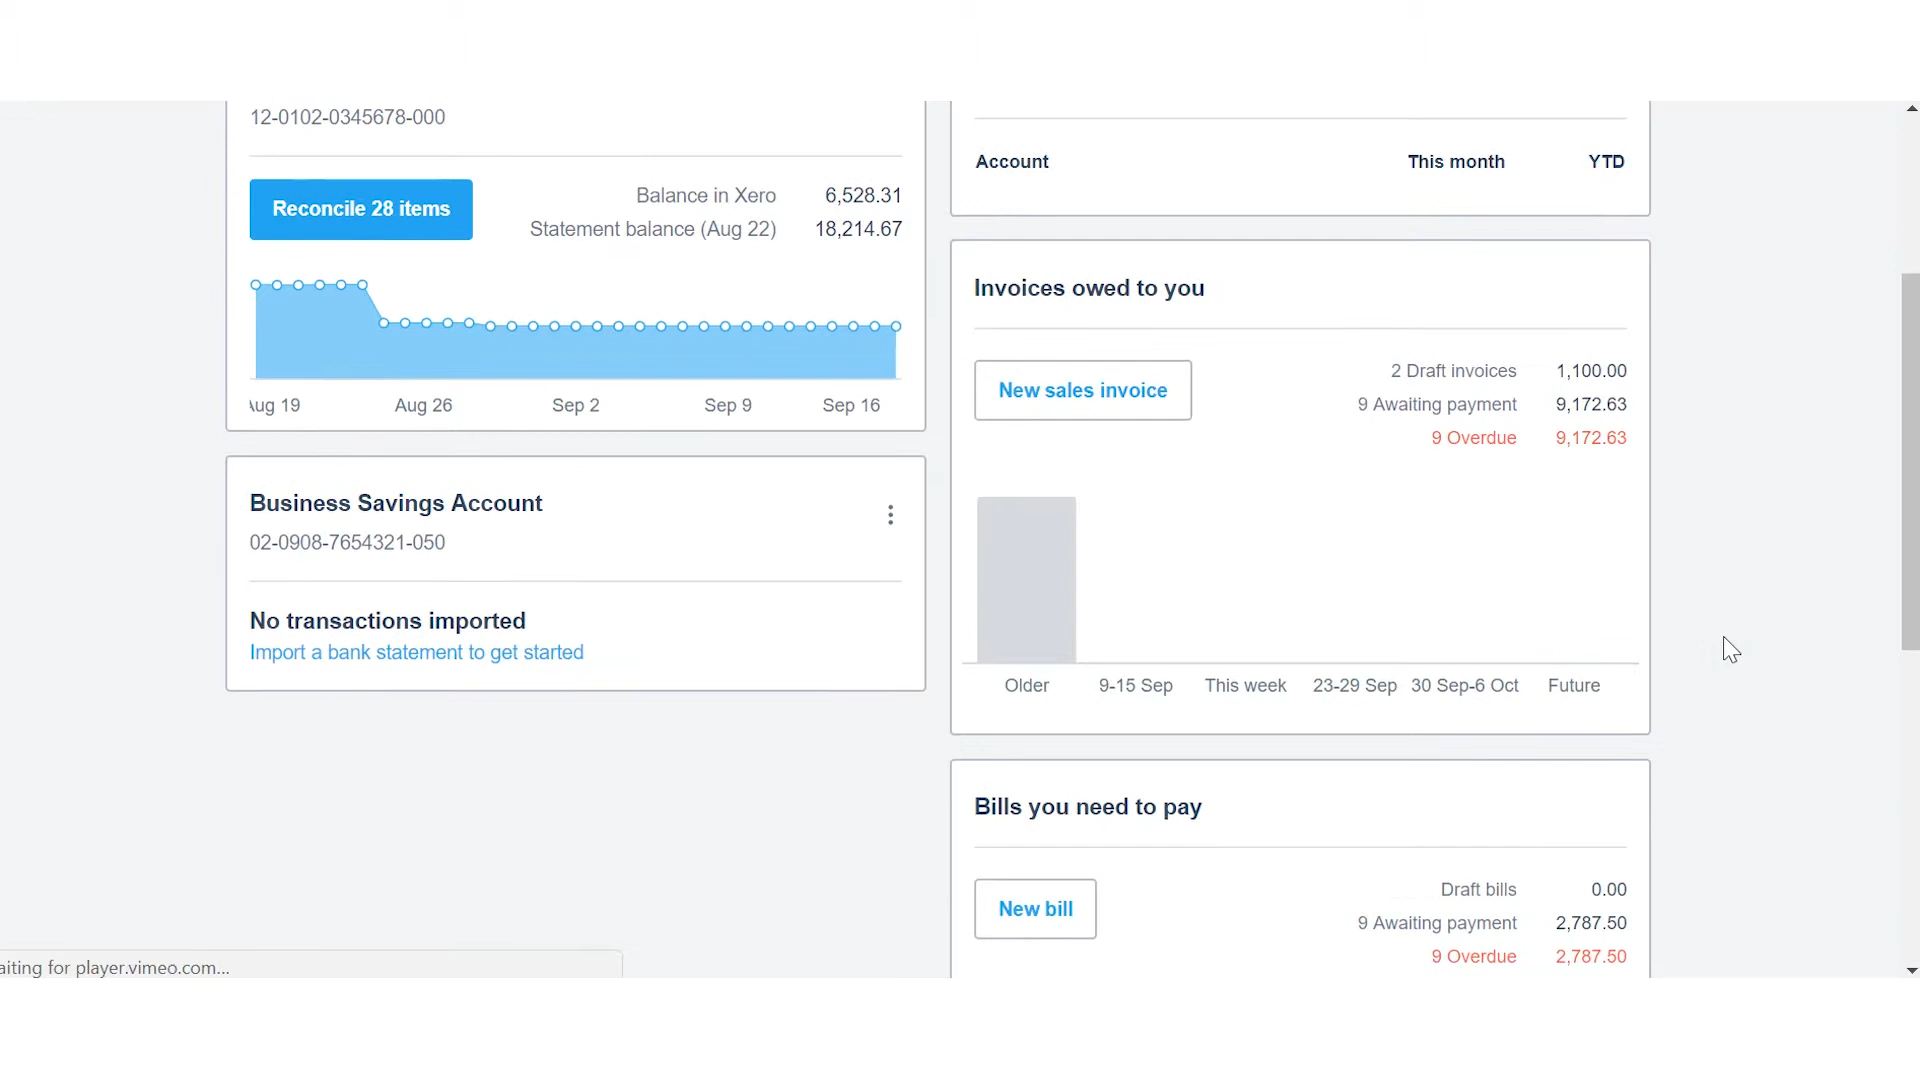 12-0102-0345678-000
Reconcile 28 items
Balance in Xero 6,528.31
Statement balance (Aug 22) 18,214.67
Aug 19 Aug 26 Sep 2 Sep 9 Sep 16
Business Savings Account
02-0908-7654321-050
No transactions imported
Import a bank statement to get started
Account This month YTD
Invoices owed to you
New sales invoice
2 Draft invoices 1,100.00
9 Awaiting payment 9,172.63
9 Overdue 9,172.63
Older 9-15 Sep This week 23-29 Sep 30 Sep-6 Oct Future
Bills you need to pay
New bill
Draft bills 0.00
9 Awaiting payment 2,787.50
9 Overdue 2,787.50
aiting for player.vimeo.com...